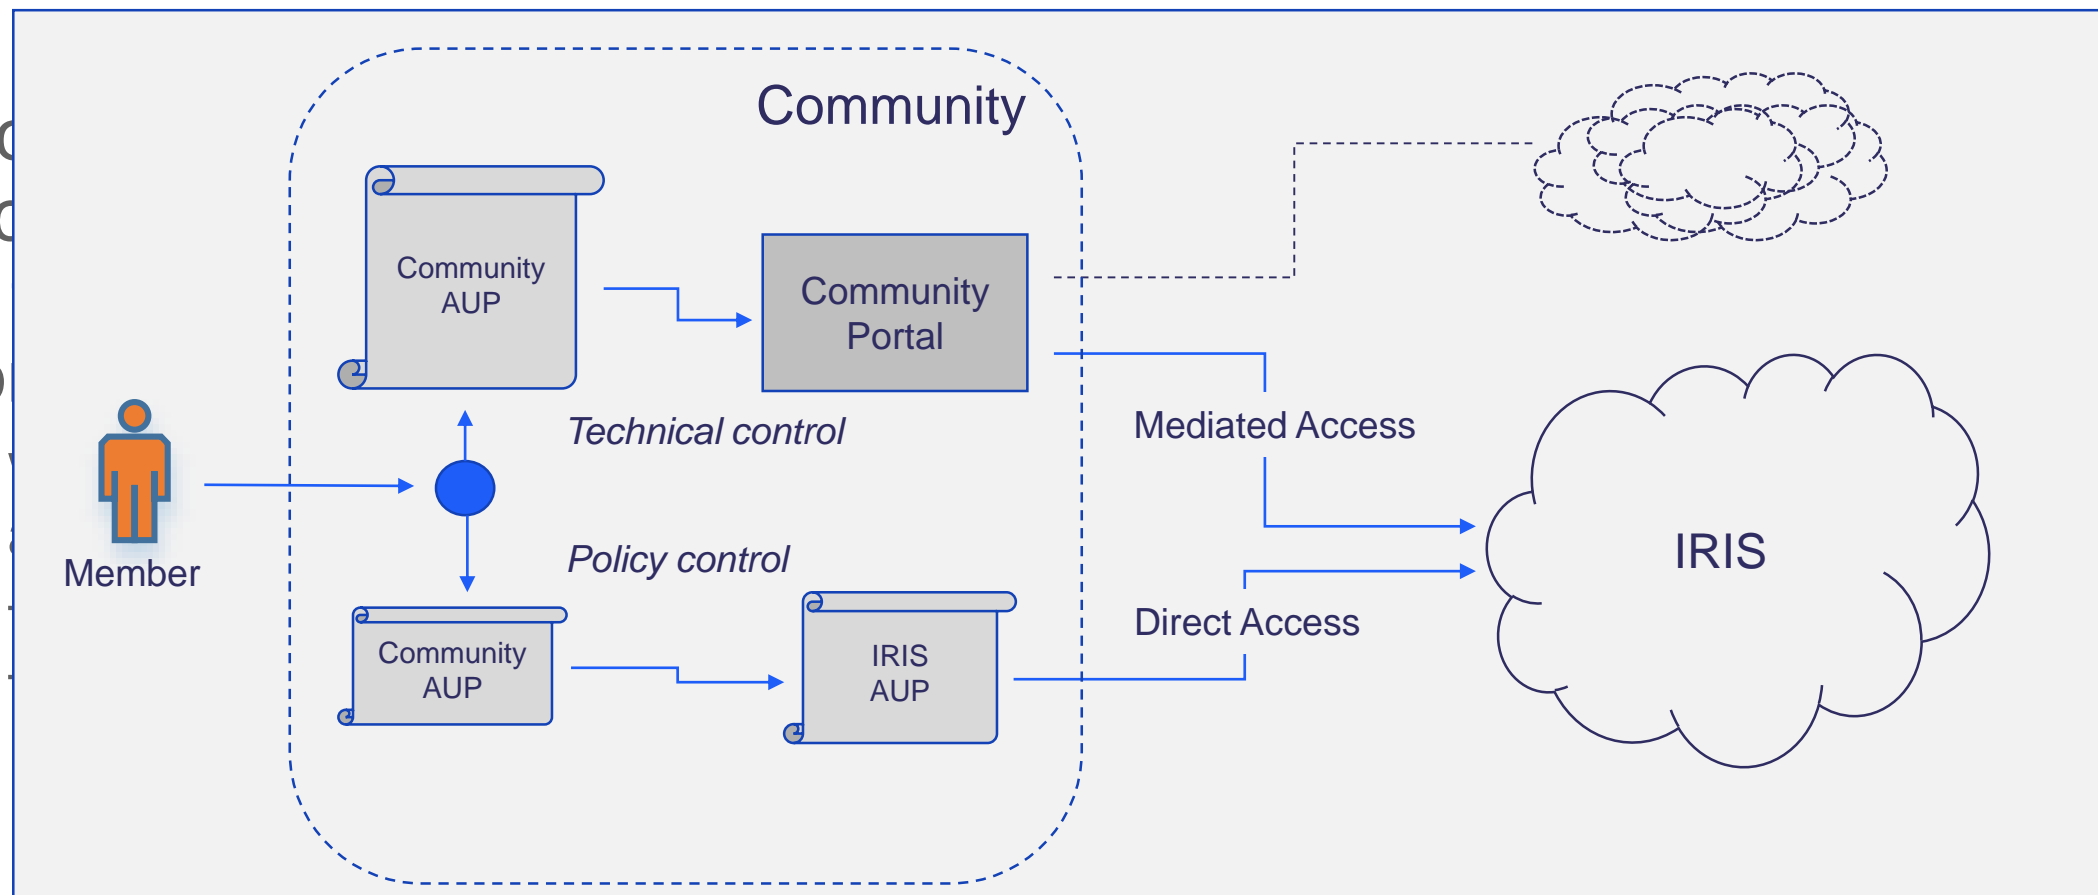 Community
Community
AUP
Community
Portal
Technical control
Mediated Access
Member
Policy control
IRIS
Community
AUP
IRIS
AUP
Direct Access